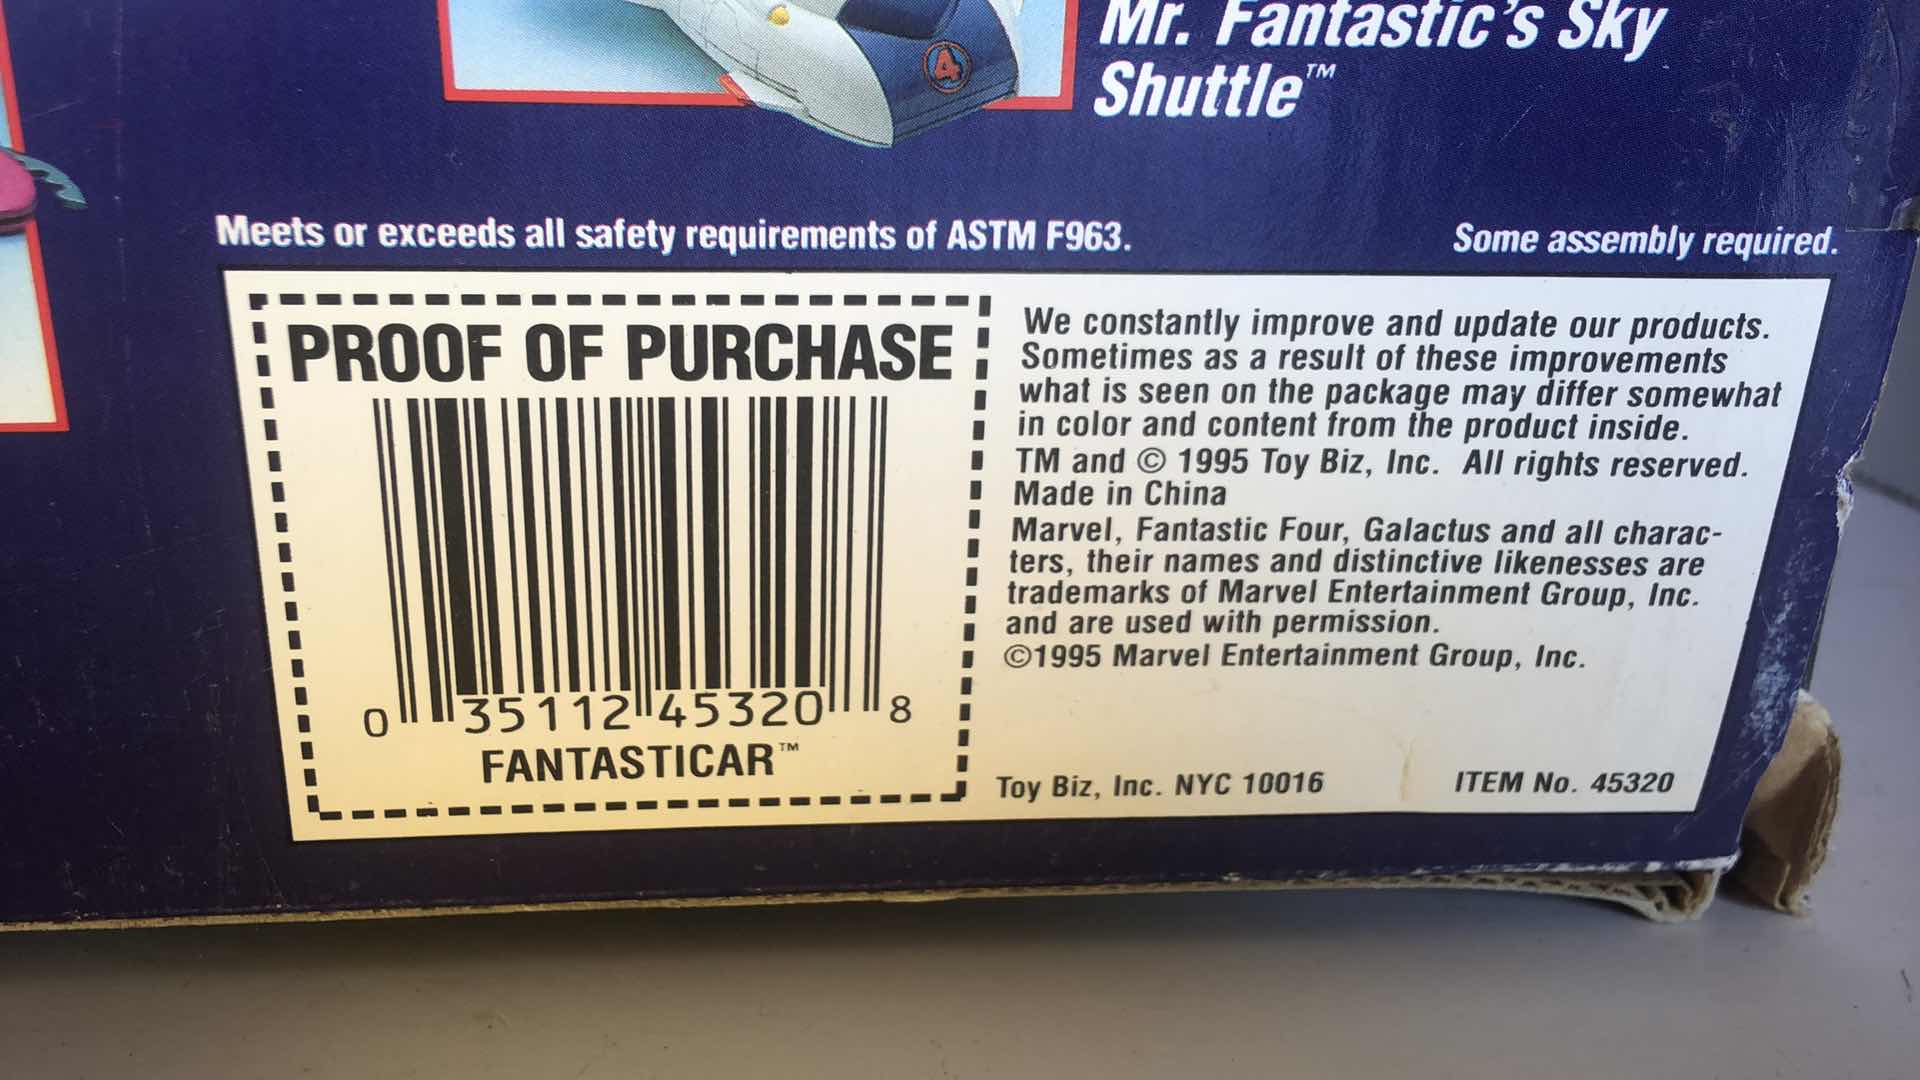 Mr. Fantastic's Sky
Shuttle™
4
Meets or exceeds all safety requirements of ASTM F963.
Some assembly required.
PROOF OF PURCHASE
0 35112 45320 8
FANTASTICAR™
We constantly improve and update our products.
Sometimes as a result of these improvements
what is seen on the package may differ somewhat
in color and content from the product inside.
TM and © 1995 Toy Biz, Inc. All rights reserved.
Made in China
Marvel, Fantastic Four, Galactus and all charac-
ters, their names and distinctive likenesses are
trademarks of Marvel Entertainment Group, Inc.
and are used with permission.
©1995 Marvel Entertainment Group, Inc.
Toy Biz, Inc. NYC 10016
ITEM No. 45320